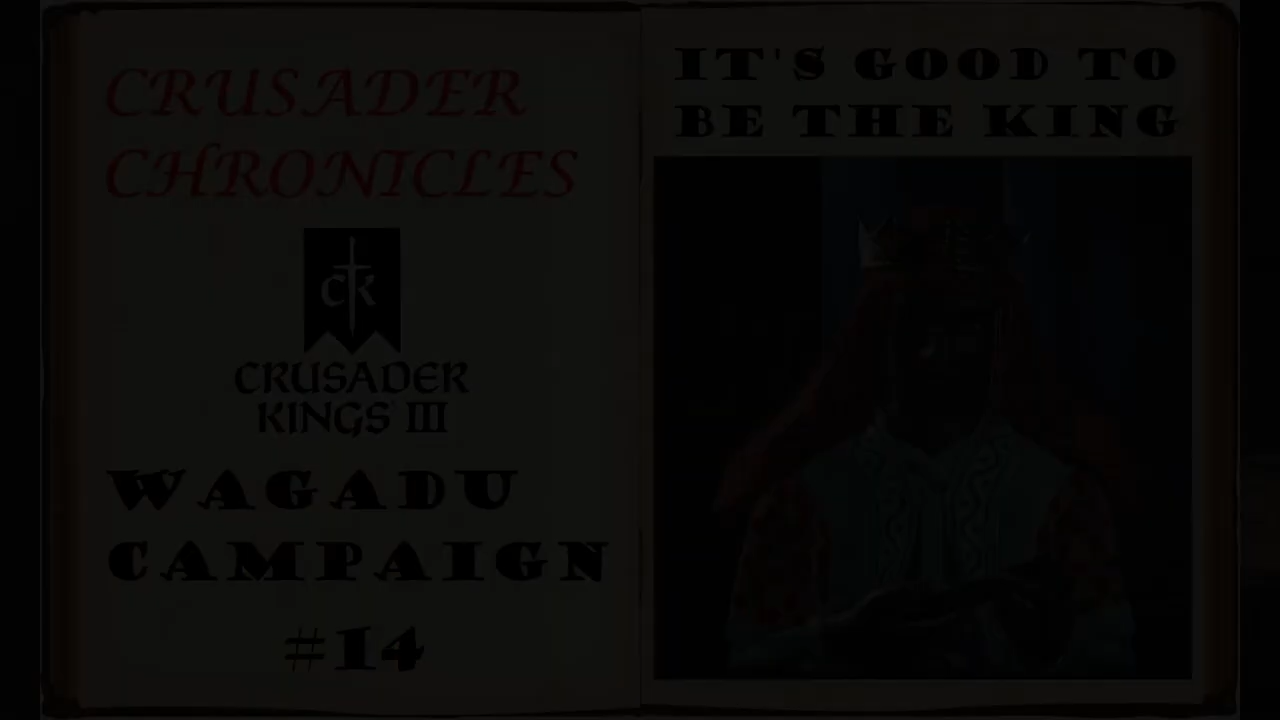 CRUSADER
CHRONICLES
CK
CRUSADER
KINGS III
WAGADU
CAMPAIGN
#14
IT'S GOOD TO
BE THE KING